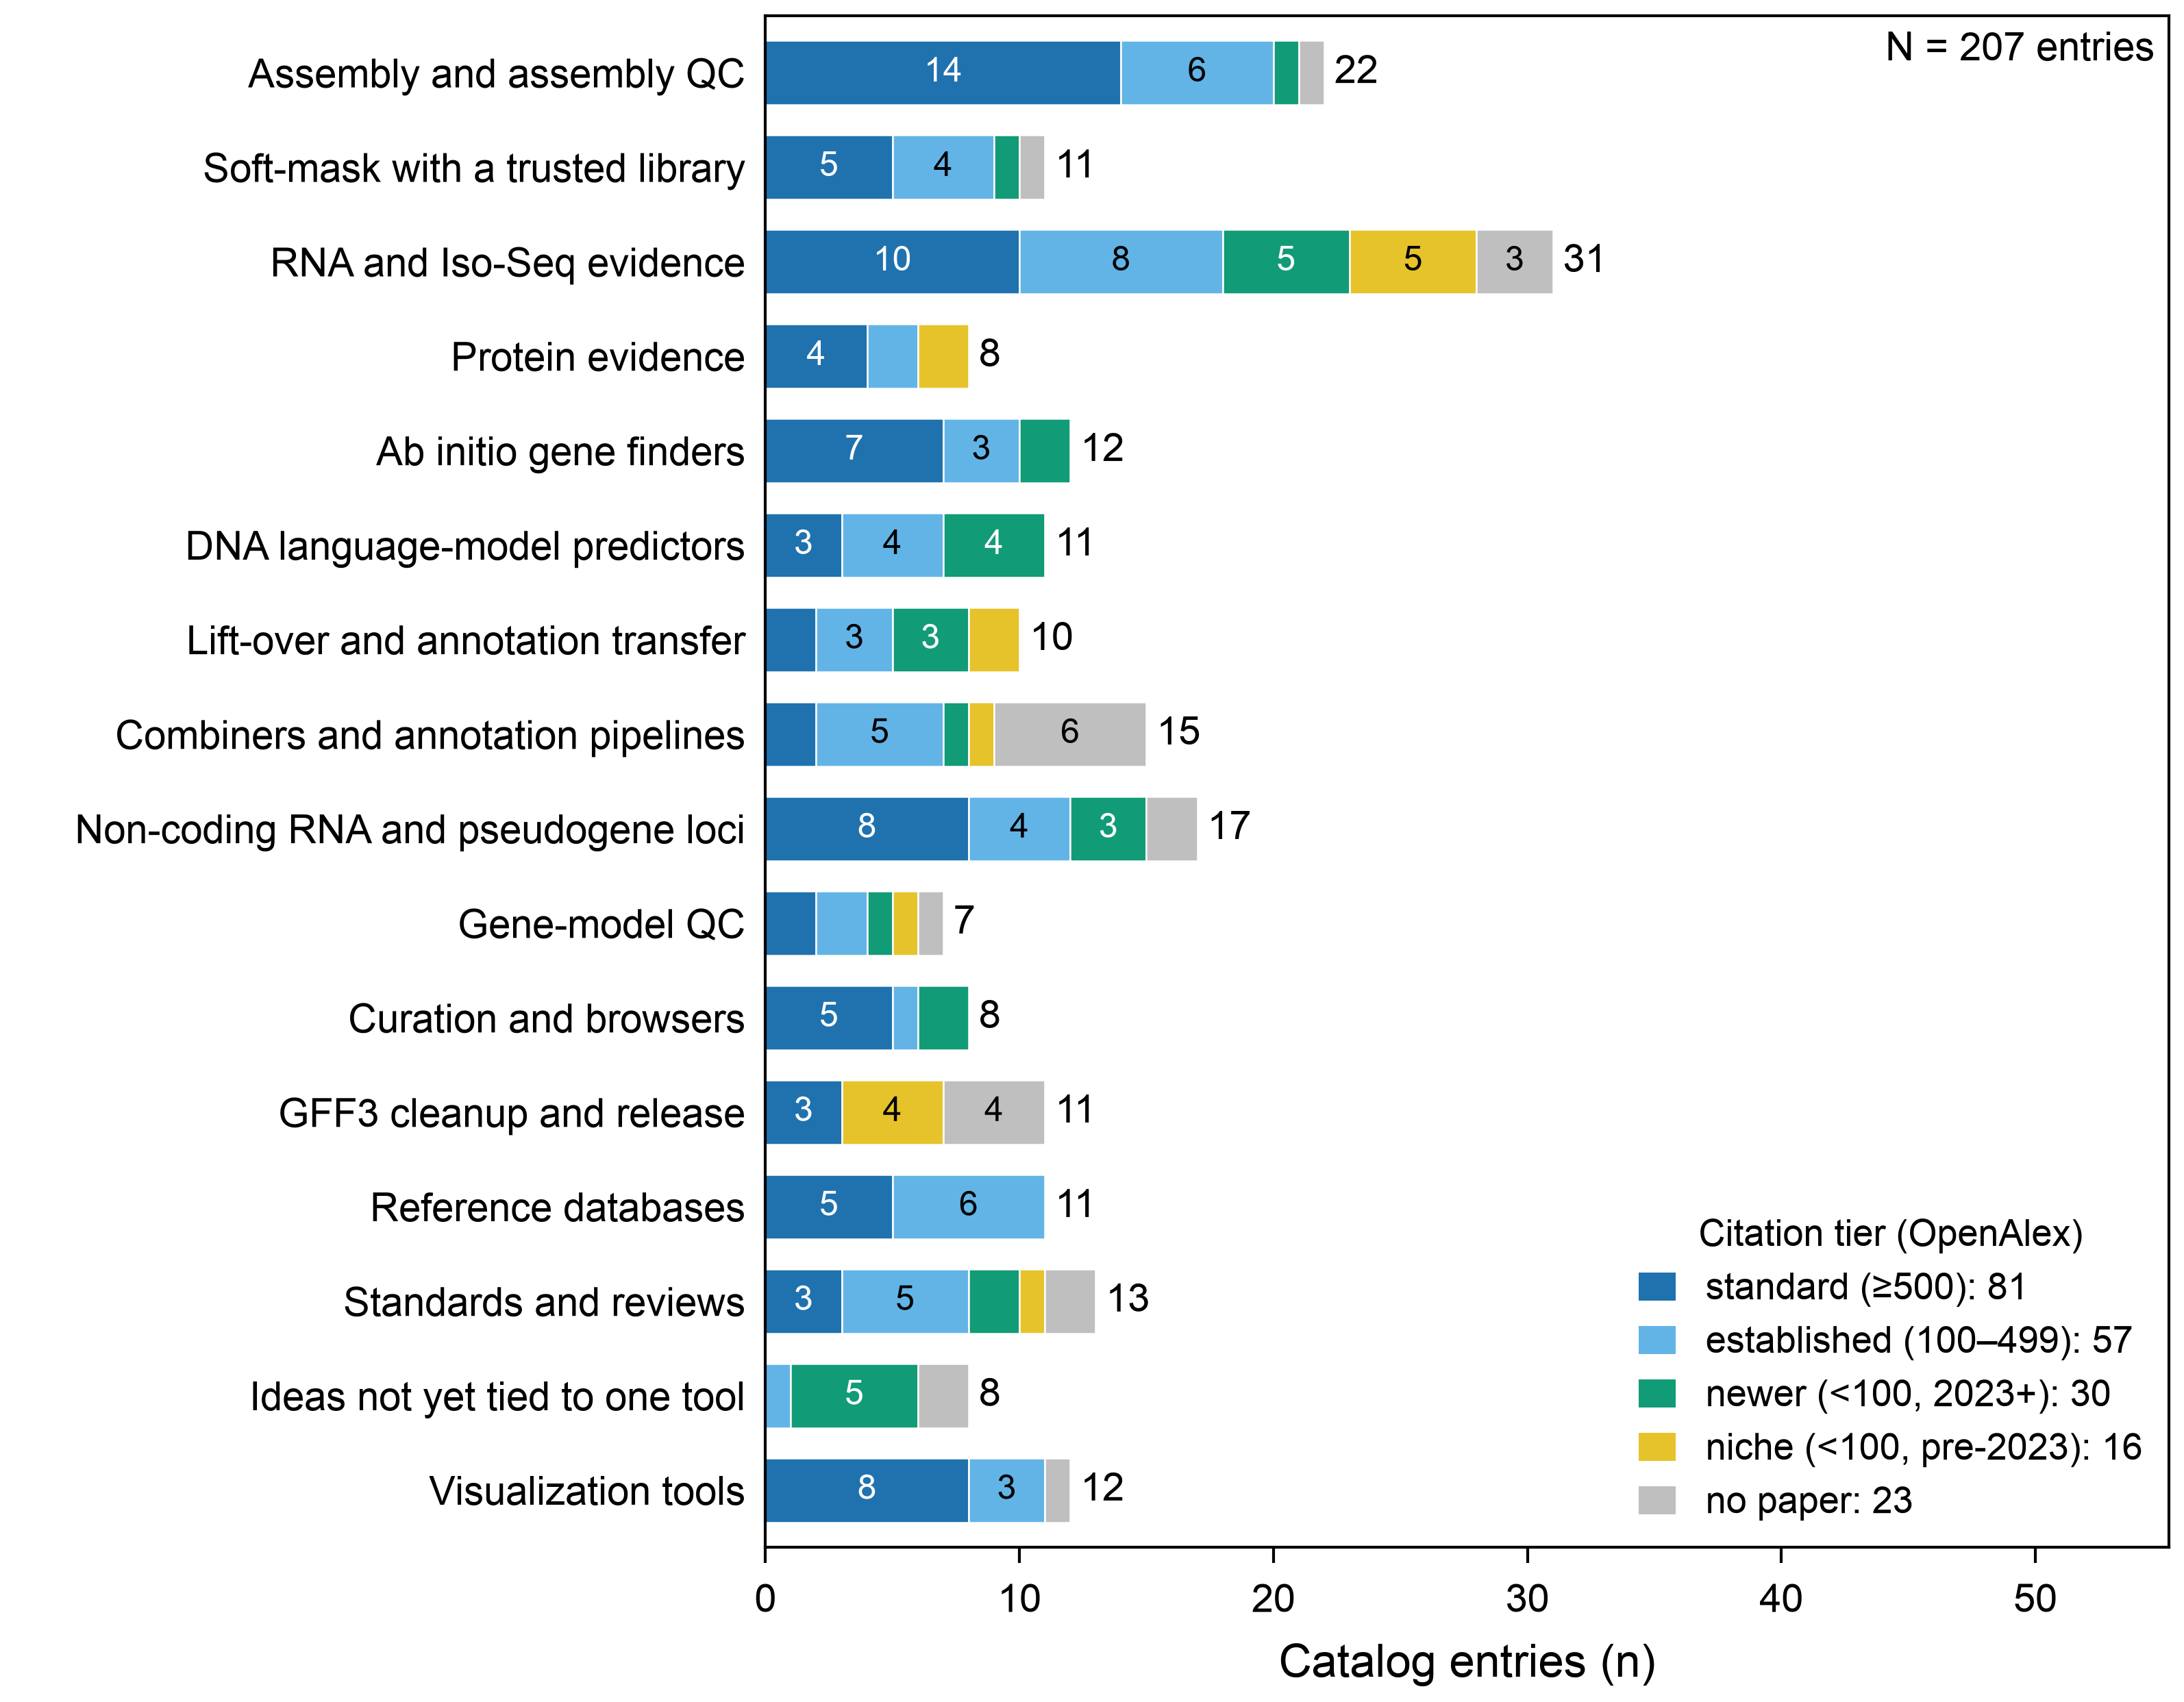 N = 207 entries
Assembly and assembly QC 14 6 22
Soft-mask with a trusted library 5 4 11
RNA and Iso-Seq evidence 10 8 5 5 3 31
Protein evidence 4 8
Ab initio gene finders 7 3 12
DNA language-model predictors 3 4 4 11
Lift-over and annotation transfer 3 3 10
Combiners and annotation pipelines 5 6 15
Non-coding RNA and pseudogene loci 8 4 3 17
Gene-model QC 7
Curation and browsers 5 8
GFF3 cleanup and release 3 4 4 11
Reference databases 5 6 11
Standards and reviews 3 5 13
Ideas not yet tied to one tool 5 8
Visualization tools 8 3 12
Citation tier (OpenAlex)
standard (≥500): 81
established (100–499): 57
newer (<100, 2023+): 30
niche (<100, pre-2023): 16
no paper: 23
0 10 20 30 40 50
Catalog entries (n)